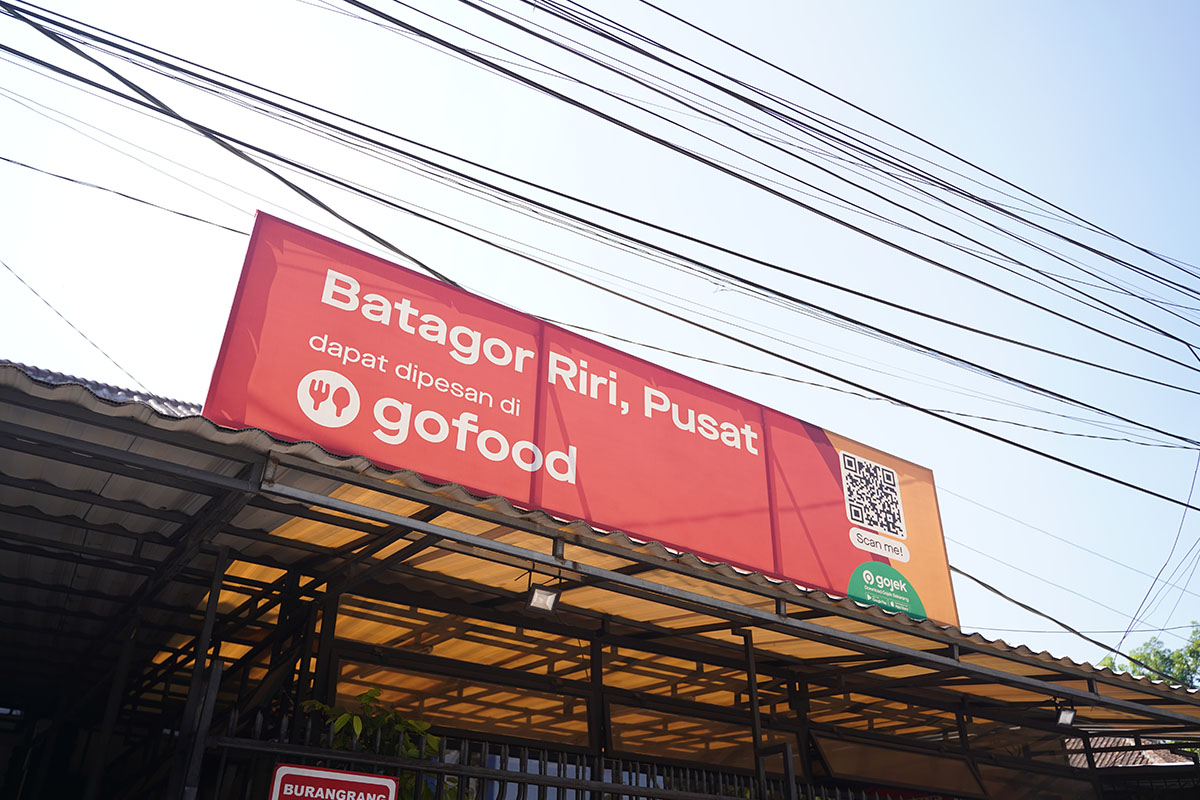 Batagor Riri, Pusat
dapat dipesan di
gofood
Scan me!
gojek
BURANGRANG